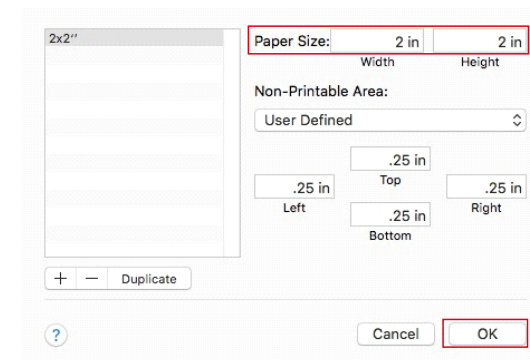 2x2''
Paper Size: 2 in 2 in
Width Height
Non-Printable Area:
User Defined
.25 in
Top
.25 in .25 in
Left Right
.25 in
Bottom
+ − Duplicate
? Cancel OK